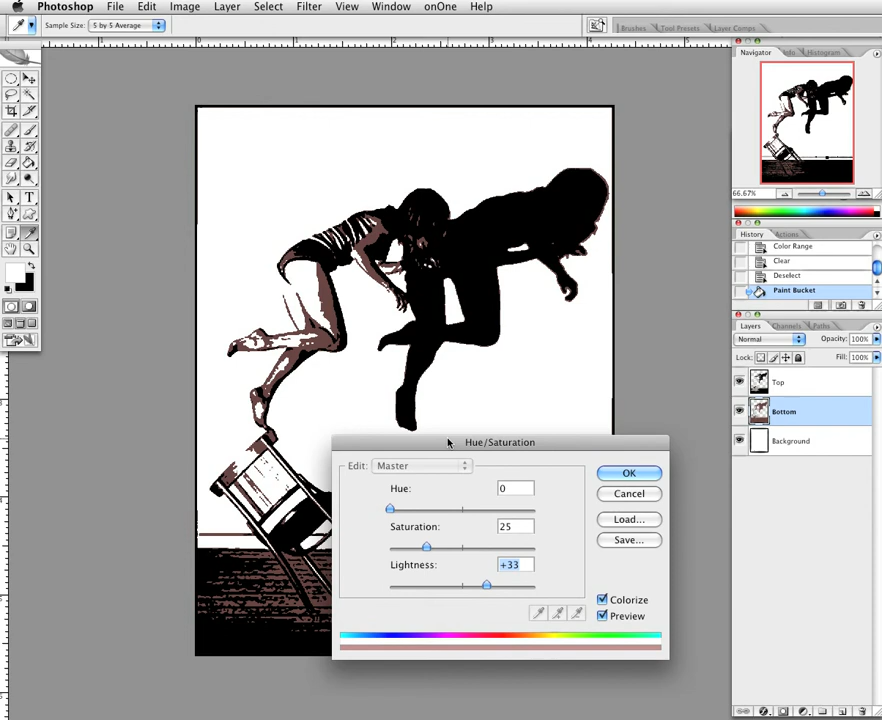 Photoshop File Edit Image Layer Select Filter View Window onOne Help
Sample Size: 5 by 5 Average
Brushes Tool Presets Layer Comps
Navigator Info Histogram
66.67%
History Actions
Color Range
Clear
Deselect
Paint Bucket
Layers Channels Paths
Normal Opacity: 100%
Lock: Fill: 100%
Top
Bottom
Background
Hue/Saturation
Edit: Master
Hue: 0
Saturation: 25
Lightness: +33
OK
Cancel
Load...
Save...
Colorize
Preview